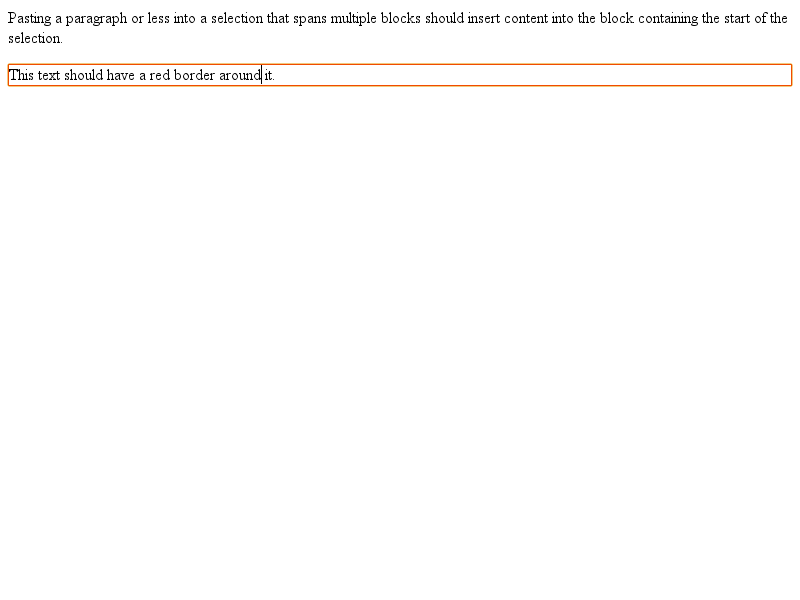 Pasting a paragraph or less into a selection that spans multiple blocks should insert content into the block containing the start of the
selection.
This text should have a red border around it.